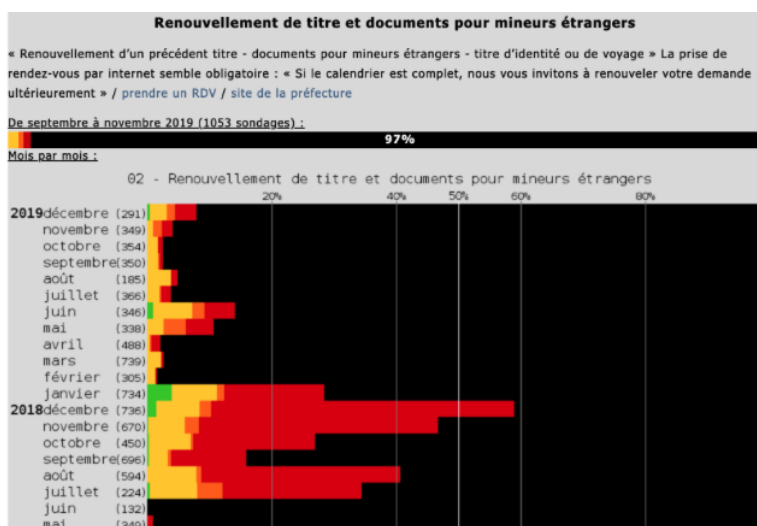 Renouvellement de titre et documents pour mineurs étrangers
« Renouvellement d'un précédent titre - documents pour mineurs étrangers - titre d'identité ou de voyage » La prise de
rendez-vous par internet semble obligatoire : « Si le calendrier est complet, nous vous invitons à renouveler votre demande
ultérieurement » / prendre un RDV / site de la préfecture
De septembre à novembre 2019 (1053 sondages) :
97%
Mois par mois :
02 - Renouvellement de titre et documents pour mineurs étrangers
20% 40% 50% 60% 80%
2019décembre (291)
novembre (349)
octobre (354)
septembre(350)
août (185)
juillet (366)
juin (346)
mai (338)
avril (488)
mars (739)
février (305)
janvier (734)
2018décembre (736)
novembre (670)
octobre (450)
septembre(696)
août (594)
juillet (224)
juin (132)
mai (349)